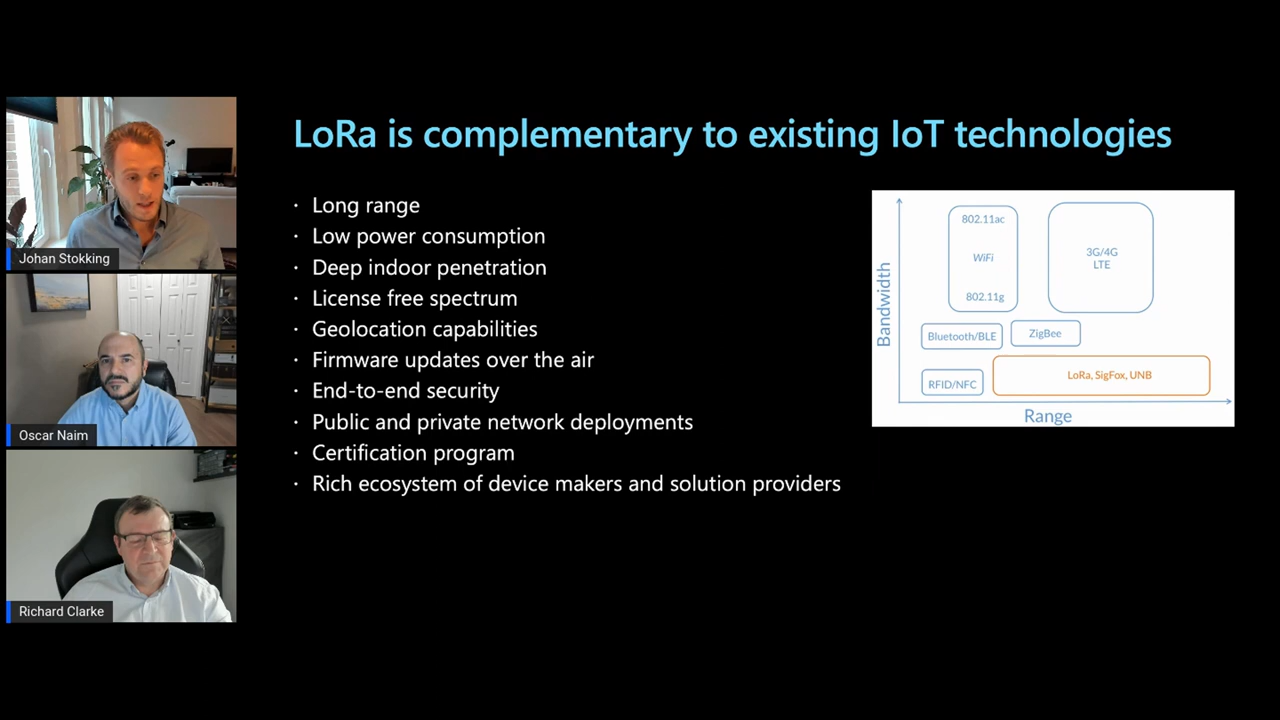 LoRa is complementary to existing IoT technologies
· Long range
· Low power consumption
· Deep indoor penetration
· License free spectrum
· Geolocation capabilities
· Firmware updates over the air
· End-to-end security
· Public and private network deployments
· Certification program
· Rich ecosystem of device makers and solution providers
Bandwidth
802.11ac
WiFi
802.11g
3G/4G
LTE
Bluetooth/BLE
ZigBee
RFID/NFC
LoRa, SigFox, UNB
Range
Johan Stokking
Oscar Naim
Richard Clarke